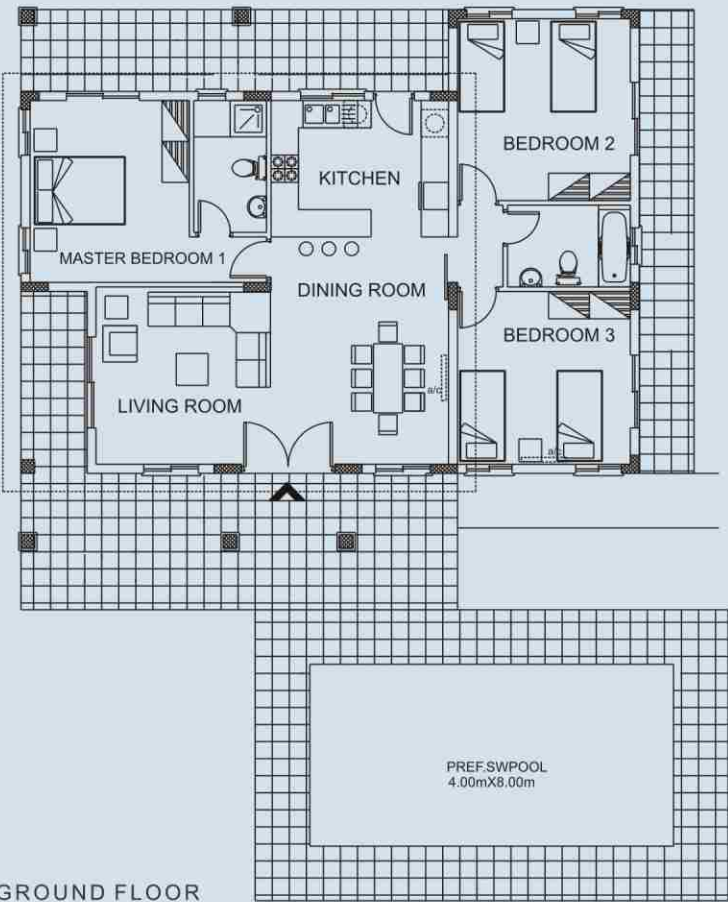 BEDROOM 2
KITCHEN
MASTER BEDROOM 1
DINING ROOM
BEDROOM 3
a/c
LIVING ROOM
a/c
PREF.SWPOOL
4.00mX8.00m
GROUND FLOOR